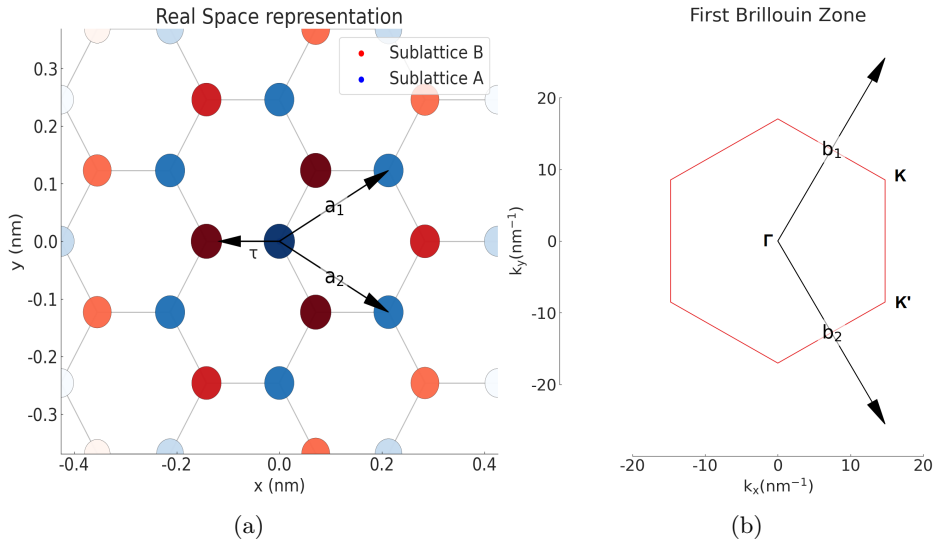 Real Space representation
Sublattice B
Sublattice A
0.3
0.2
0.1
0.0
-0.1
-0.2
-0.3
y (nm)
a1
τ
a2
-0.4
-0.2
0.0
0.2
0.4
x (nm)
(a)
First Brillouin Zone
20
10
0
-10
-20
ky(nm⁻¹)
b1
K
Γ
K'
b2
-20
-10
0
10
20
kx(nm⁻¹)
(b)